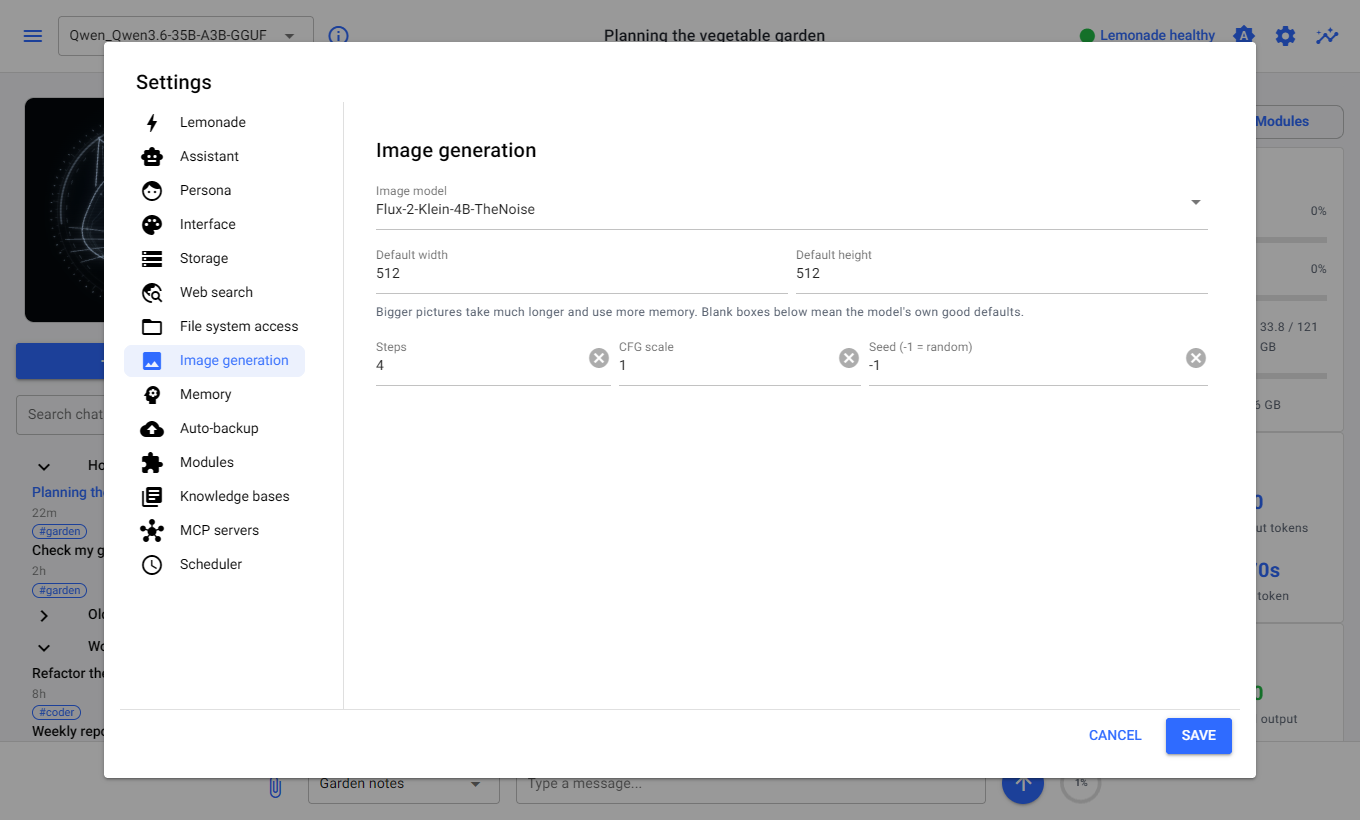 Qwen_Qwen3.6-35B-A3B-GGUF
Planning the vegetable garden
Lemonade healthy
Settings
Lemonade
Assistant
Persona
Interface
Storage
Web search
File system access
Image generation
Memory
Auto-backup
Modules
Knowledge bases
MCP servers
Scheduler
Image generation
Image model
Flux-2-Klein-4B-TheNoise
Default width
512
Default height
512
Bigger pictures take much longer and use more memory. Blank boxes below mean the model's own good defaults.
Steps
4
CFG scale
1
Seed (-1 = random)
-1
CANCEL
SAVE
Search chat
Planning the
22m
#garden
Check my g
2h
#garden
Refactor the
8h
#coder
Weekly repo
Modules
0%
0%
33.8 / 121
GB
GB
tokens
0s
token
output
Garden notes
Type a message...
1%